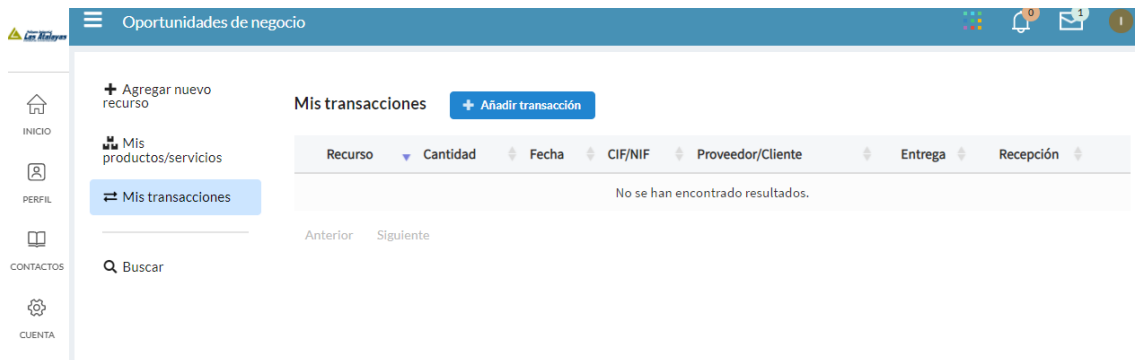 Las Atalayas
Oportunidades de negocio
0
1
I
INICIO
PERFIL
CONTACTOS
CUENTA
Agregar nuevo
recurso
Mis
productos/servicios
Mis transacciones
Buscar
Mis transacciones
Añadir transacción
Recurso Cantidad Fecha CIF/NIF Proveedor/Cliente Entrega Recepción
No se han encontrado resultados.
Anterior Siguiente